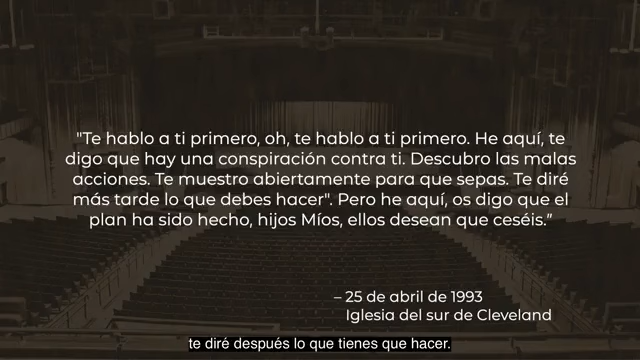 "Te hablo a ti primero, oh, te hablo a ti primero. He aquí, te
digo que hay una conspiración contra ti. Descubro las malas
acciones. Te muestro abiertamente para que sepas. Te diré
más tarde lo que debes hacer". Pero he aquí, os digo que el
plan ha sido hecho, hijos Míos, ellos desean que ceséis.”
– 25 de abril de 1993
Iglesia del sur de Cleveland
te diré después lo que tienes que hacer.